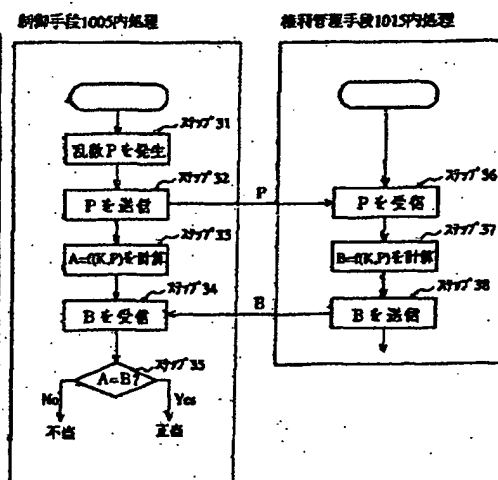 制御手段1005内処理
権利管理手段1015内処理
ステップ31
乱数Pを発生
ステップ32
Pを送信
P
ステップ36
Pを受信
ステップ33
A=f(K,P)を計算
ステップ37
B=f(K,P)を計算
ステップ34
Bを受信
B
ステップ38
Bを送信
ステップ35
A=B?
No
Yes
不当
正当